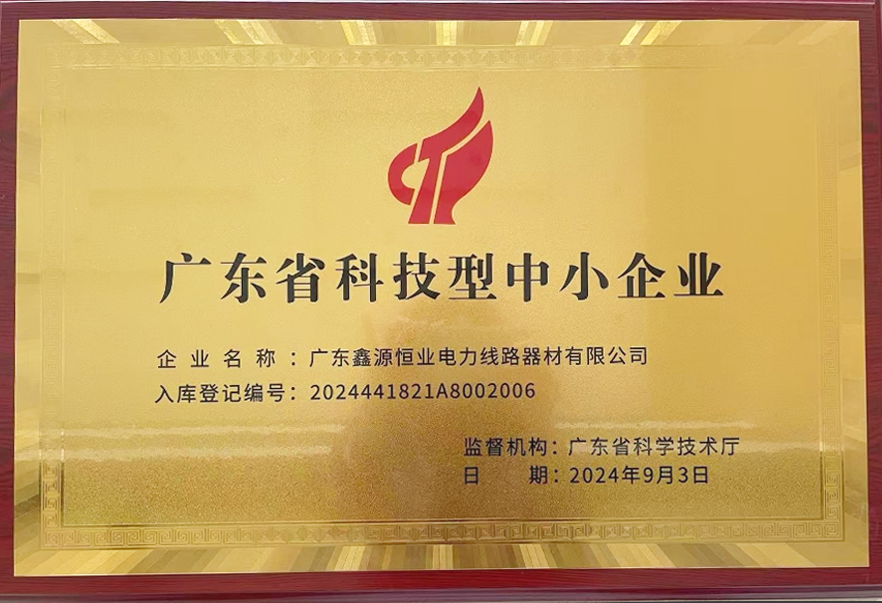 广东省科技型中小企业
企业名称：广东鑫源恒业电力线路器材有限公司
入库登记编号：2024441821A8002006
监督机构：广东省科学技术厅
日　　期：2024年9月3日